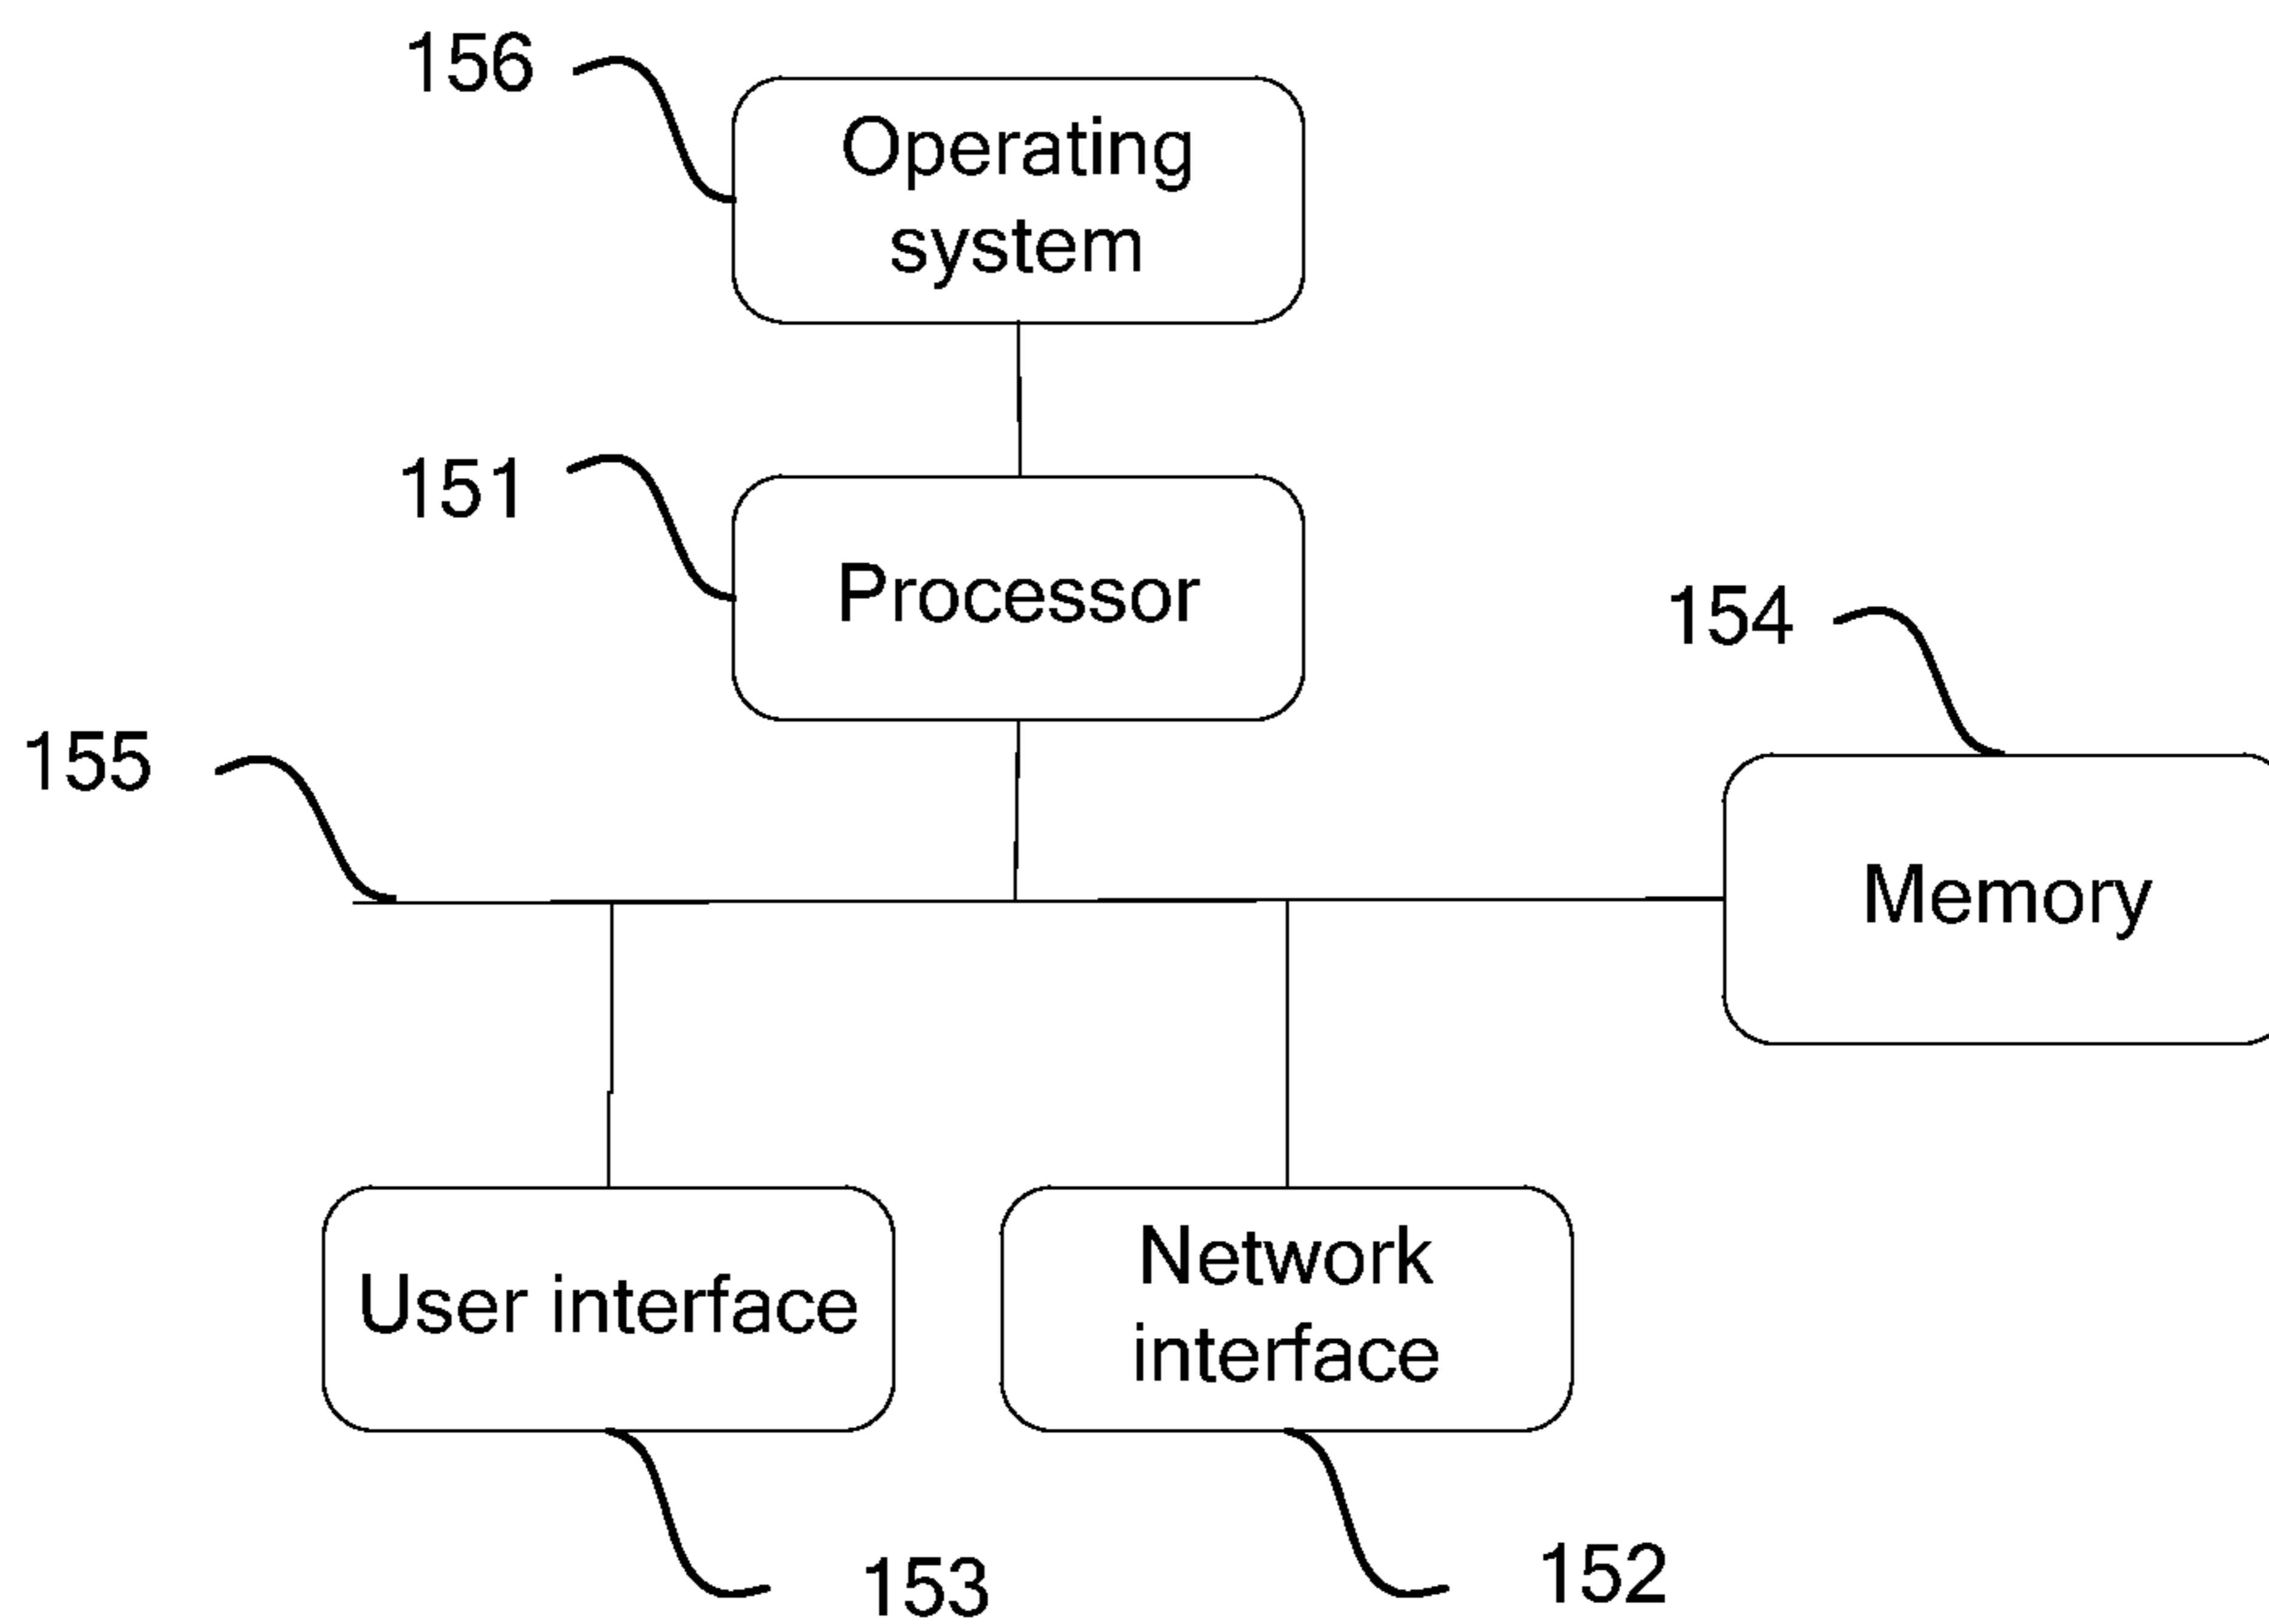 156
Operating
system
151
Processor
154
155
Memory
User interface
Network
interface
153
152